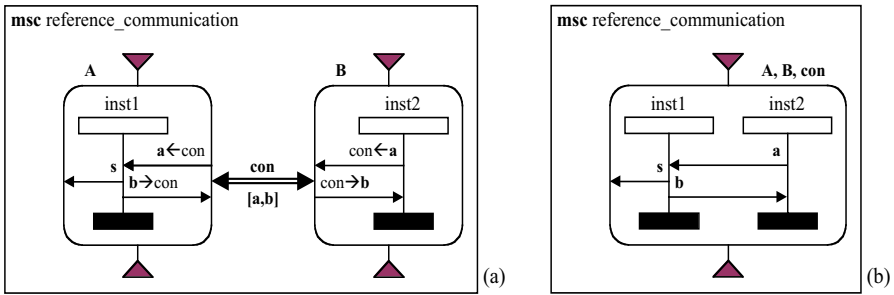 msc reference_communication
A
B
inst1
inst2
a←con
s
b→con
con
[a,b]
con←a
con→b
(a)
msc reference_communication
A, B, con
inst1
inst2
a
s
b
(b)